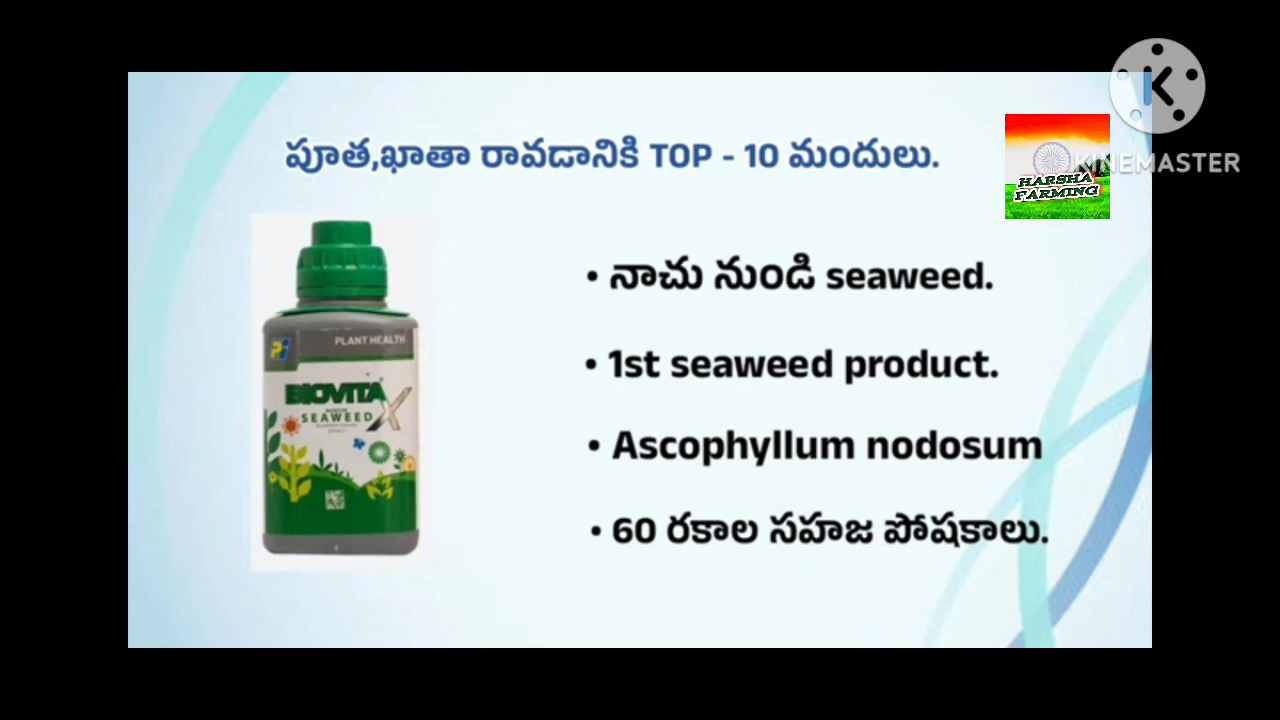 KINEMASTER
పూత,ఖాతా రావడానికి TOP - 10 మందులు.
HARSHA
FARMING
• నాచు నుండి seaweed.
• 1st seaweed product.
• Ascophyllum nodosum
• 60 రకాల సహజ పోషకాలు.
PLANT HEALTH
BIOVITA X
SEAWEED